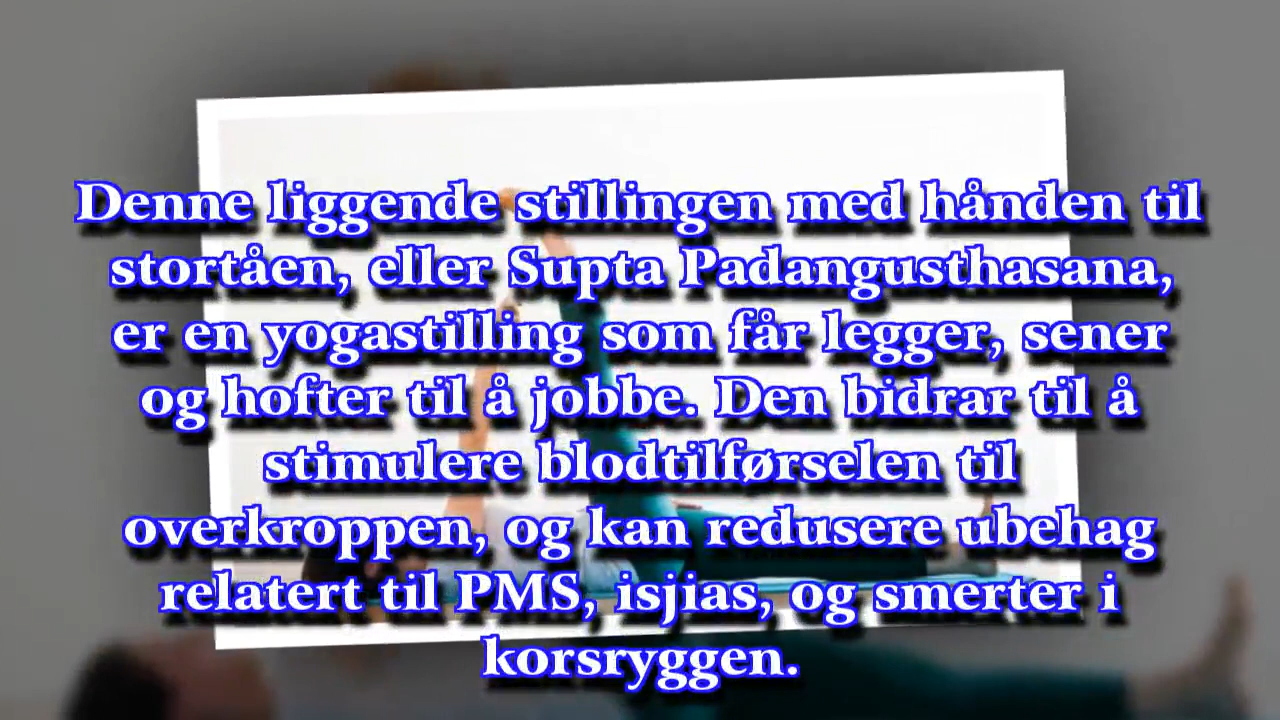 Denne liggende stillingen med hånden til
stortåen, eller Supta Padangusthasana,
er en yogastilling som får legger, sener
og hofter til å jobbe. Den bidrar til å
stimulere blodtilførselen til
overkroppen, og kan redusere ubehag
relatert til PMS, isjias, og smerter i
korsryggen.